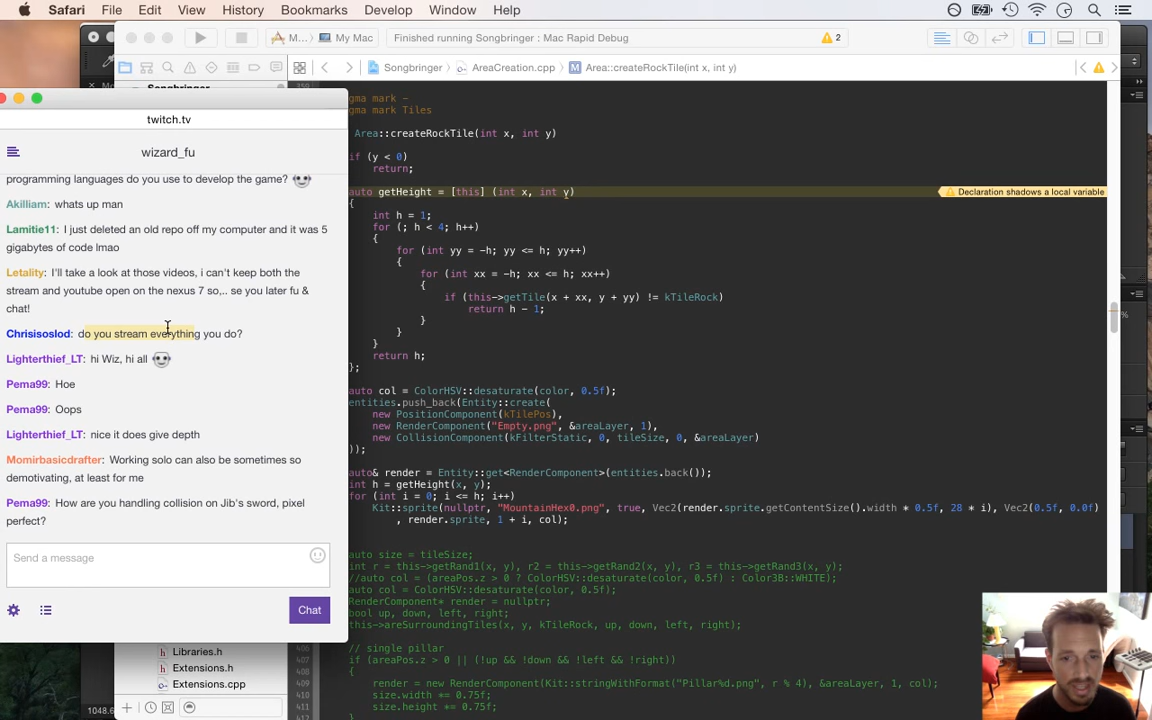 Safari File Edit View History Bookmarks Develop Window Help
M... My Mac Finished running Songbringer : Mac Rapid Debug 2
Songbringer AreaCreation.cpp M Area::createRockTile(int x, int y)
twitch.tv
wizard_fu
programming languages do you use to develop the game?
Akilliam: whats up man
Lamitie11: I just deleted an old repo off my computer and it was 5
gigabytes of code lmao
Letality: I'll take a look at those videos, i can't keep both the
stream and youtube open on the nexus 7 so,.. se you later fu &
chat!
Chrisisoslod: do you stream everything you do?
Lighterthief_LT: hi Wiz, hi all
Pema99: Hoe
Pema99: Oops
Lighterthief_LT: nice it does give depth
Momirbasicdrafter: Working solo can also be sometimes so
demotivating, at least for me
Pema99: How are you handling collision on Jib's sword, pixel
perfect?
Send a message
Chat
Libraries.h
Extensions.h
Extensions.cpp
gma mark -
gma mark Tiles
Area::createRockTile(int x, int y)
if (y < 0)
return;
auto getHeight = [this] (int x, int y)
Declaration shadows a local variable
{
int h = 1;
for (; h < 4; h++)
{
for (int yy = -h; yy <= h; yy++)
{
for (int xx = -h; xx <= h; xx++)
{
if (this->getTile(x + xx, y + yy) != kTileRock)
return h - 1;
}
}
}
return h;
};
auto col = ColorHSV::desaturate(color, 0.5f);
entities.push_back(Entity::create(
new PositionComponent(kTilePos),
new RenderComponent("Empty.png", &areaLayer, 1),
new CollisionComponent(kFilterStatic, 0, tileSize, 0, &areaLayer)
));
auto& render = Entity::get<RenderComponent>(entities.back());
int h = getHeight(x, y);
for (int i = 0; i <= h; i++)
Kit::sprite(nullptr, "MountainHex0.png", true, Vec2(render.sprite.getContentSize().width * 0.5f, 28 * i), Vec2(0.5f, 0.0f)
, render.sprite, 1 + i, col);
auto size = tileSize;
int r = this->getRand1(x, y), r2 = this->getRand2(x, y), r3 = this->getRand3(x, y);
//auto col = (areaPos.z > 0 ? ColorHSV::desaturate(color, 0.5f) : Color3B::WHITE);
auto col = ColorHSV::desaturate(color, 0.5f);
RenderComponent* render = nullptr;
bool up, down, left, right;
this->areSurroundingTiles(x, y, kTileRock, up, down, left, right);
406
// single pillar
407 if (areaPos.z > 0 || (!up && !down && !left && !right))
408 {
409 render = new RenderComponent(Kit::stringWithFormat("Pillar%d.png", r % 4), &areaLayer, 1, col);
410 size.width *= 0.75f;
411 size.height *= 0.75f;